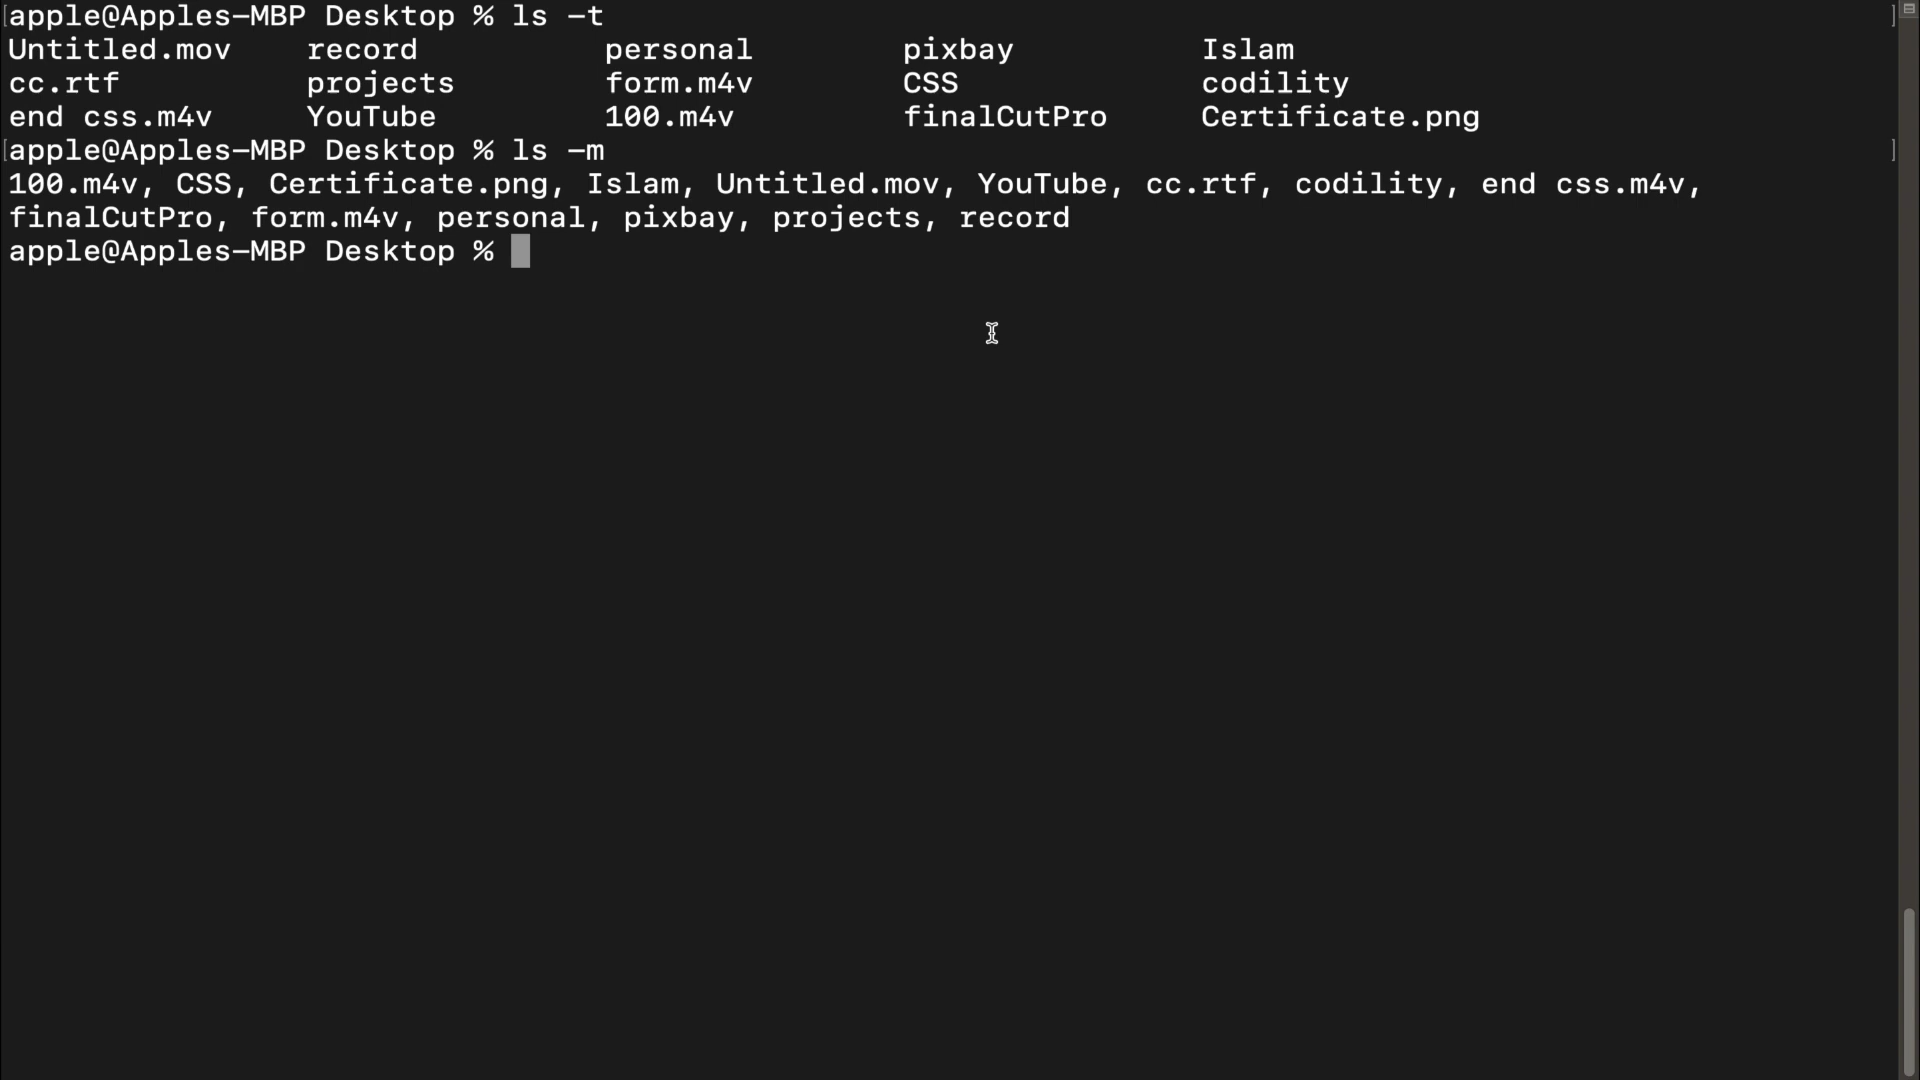 [apple@Apples-MBP Desktop % ls -t ]
Untitled.mov record personal pixbay Islam
cc.rtf projects form.m4v CSS codility
end css.m4v YouTube 100.m4v finalCutPro Certificate.png
[apple@Apples-MBP Desktop % ls -m ]
100.m4v, CSS, Certificate.png, Islam, Untitled.mov, YouTube, cc.rtf, codility, end css.m4v,
finalCutPro, form.m4v, personal, pixbay, projects, record
apple@Apples-MBP Desktop %